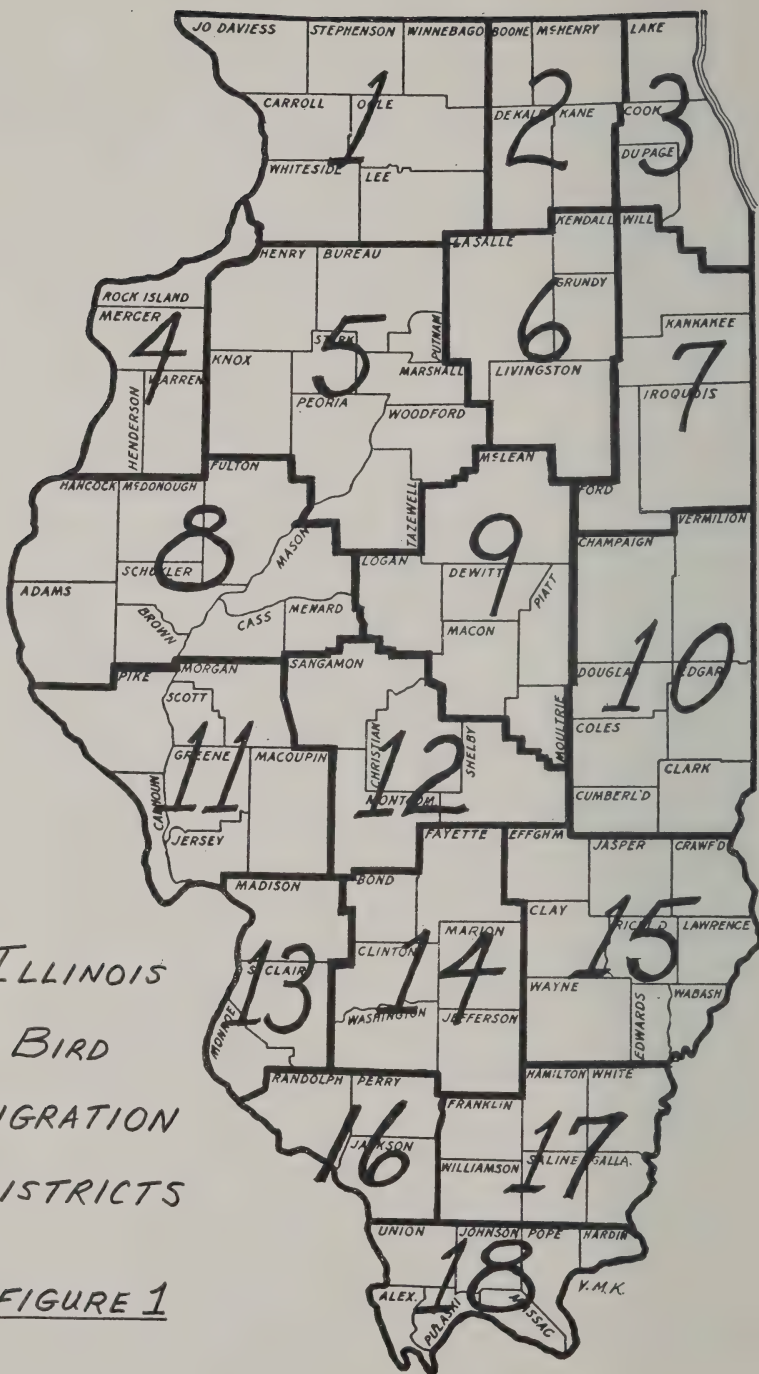 JO DAVIESS STEPHENSON WINNEBAGO BOONE McHENRY LAKE
CARROLL OGLE DEKALB KANE COOK
1 2 3
DU PAGE
WHITESIDE LEE
KENDALL WILL
HENRY BUREAU LA SALLE
GRUNDY
ROCK ISLAND
MERCER
4 5 6 7
STARK PUTNAM KANKAKEE
KNOX MARSHALL LIVINGSTON
WARREN IROQUOIS
HENDERSON PEORIA WOODFORD
FULTON McLEAN
HANCOCK McDONOUGH FORD
TAZEWELL VERMILION
8 9
MASON LOGAN CHAMPAIGN
SCHUYLER DEWITT PIATT
ADAMS
BROWN CASS MENARD MACON
10
PIKE MORGAN SANGAMON DOUGLAS EDGAR
SCOTT MOULTRIE
COLES
11 12
GREENE MACOUPIN CHRISTIAN SHELBY
CLARK
CALHOUN MONTGOM. CUMBERL'D
JERSEY FAYETTE EFFGHM JASPER CRAWF'D
MADISON BOND
CLAY
MARION RICHL'D LAWRENCE
13 14 15
ST CLAIR CLINTON
WAYNE WABASH
MONROE WASHINGTON JEFFERSON EDWARDS
RANDOLPH PERRY HAMILTON WHITE
FRANKLIN
16 17
JACKSON
WILLIAMSON SALINE GALLA.
UNION JOHNSON POPE HARDIN
18
ALEX. PULASKI MASSAC
V.M.K.
ILLINOIS
BIRD
MIGRATION
DISTRICTS
FIGURE 1